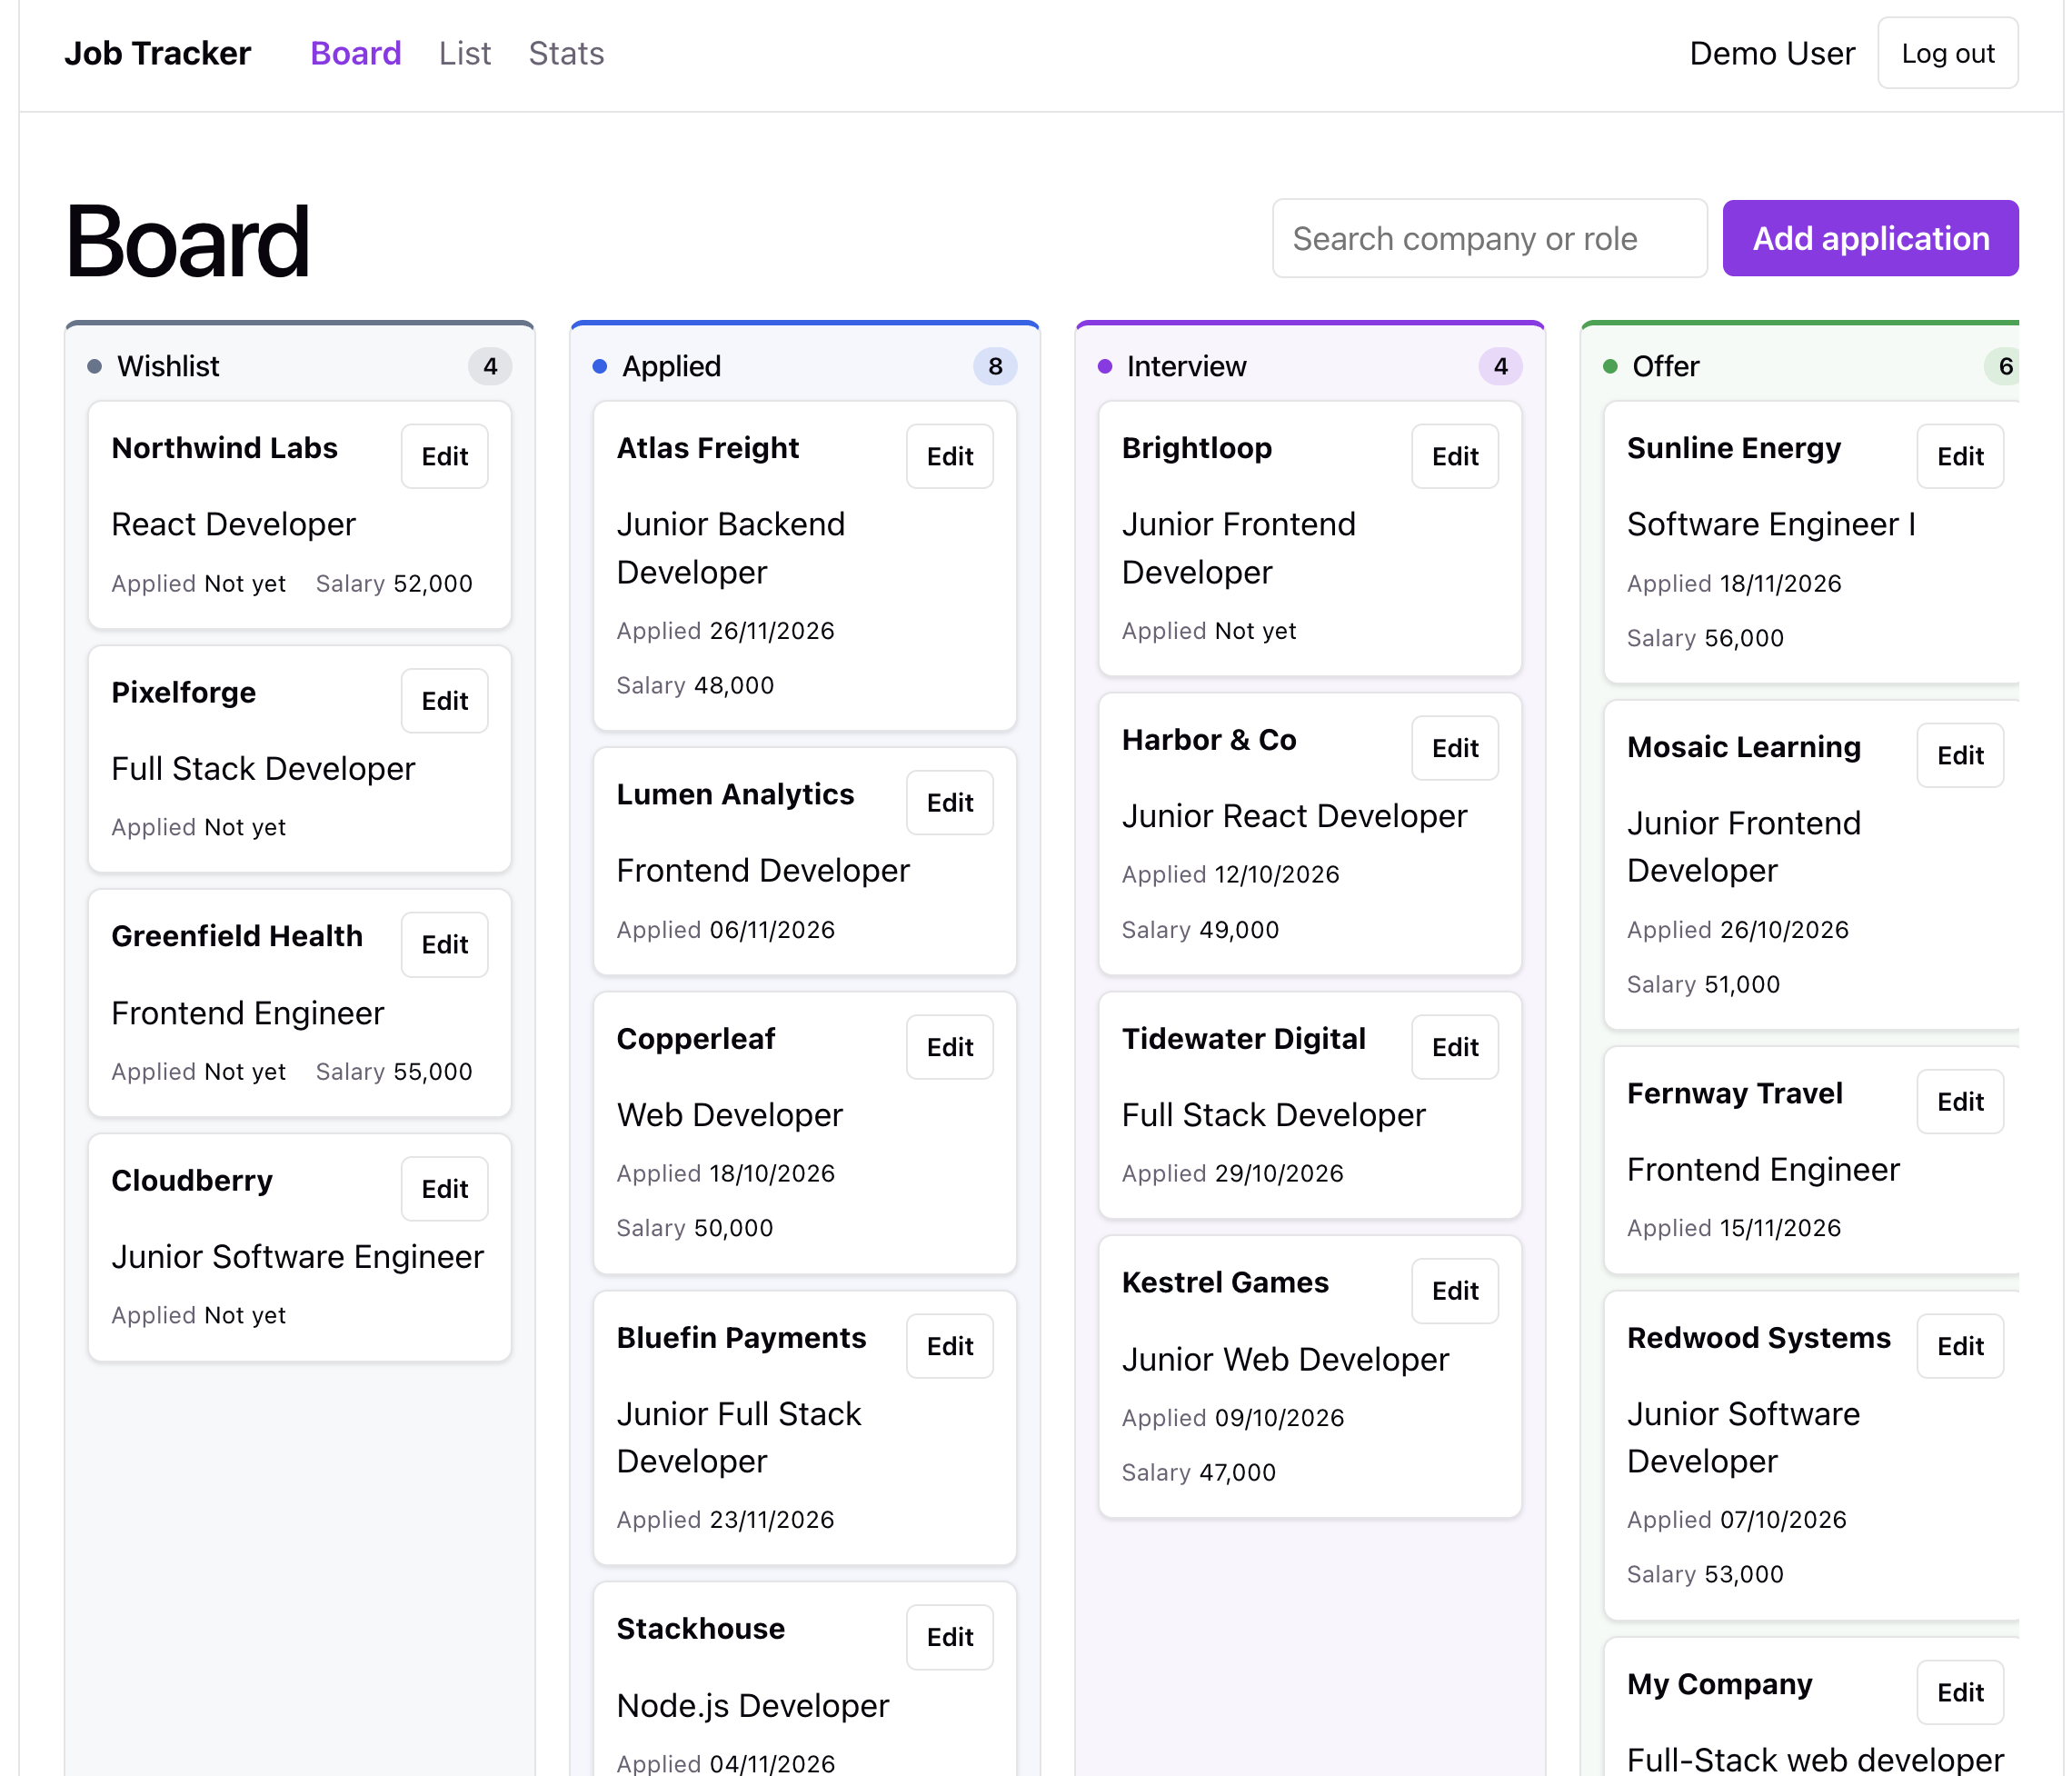 Job Tracker Board List Stats Demo User Log out
Board
Search company or role Add application
Wishlist 4
Northwind Labs Edit
React Developer
Applied Not yet Salary 52,000
Pixelforge Edit
Full Stack Developer
Applied Not yet
Greenfield Health Edit
Frontend Engineer
Applied Not yet Salary 55,000
Cloudberry Edit
Junior Software Engineer
Applied Not yet
Applied 8
Atlas Freight Edit
Junior Backend
Developer
Applied 26/11/2026
Salary 48,000
Lumen Analytics Edit
Frontend Developer
Applied 06/11/2026
Copperleaf Edit
Web Developer
Applied 18/10/2026
Salary 50,000
Bluefin Payments Edit
Junior Full Stack
Developer
Applied 23/11/2026
Stackhouse Edit
Node.js Developer
Applied 04/11/2026
Interview 4
Brightloop Edit
Junior Frontend
Developer
Applied Not yet
Harbor & Co Edit
Junior React Developer
Applied 12/10/2026
Salary 49,000
Tidewater Digital Edit
Full Stack Developer
Applied 29/10/2026
Kestrel Games Edit
Junior Web Developer
Applied 09/10/2026
Salary 47,000
Offer 6
Sunline Energy Edit
Software Engineer I
Applied 18/11/2026
Salary 56,000
Mosaic Learning Edit
Junior Frontend
Developer
Applied 26/10/2026
Salary 51,000
Fernway Travel Edit
Frontend Engineer
Applied 15/11/2026
Redwood Systems Edit
Junior Software
Developer
Applied 07/10/2026
Salary 53,000
My Company Edit
Full-Stack web developer